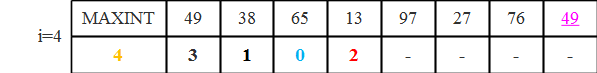 i=4
MAXINT 49 38 65 13 97 27 76 49
4 3 1 0 2 - - - -